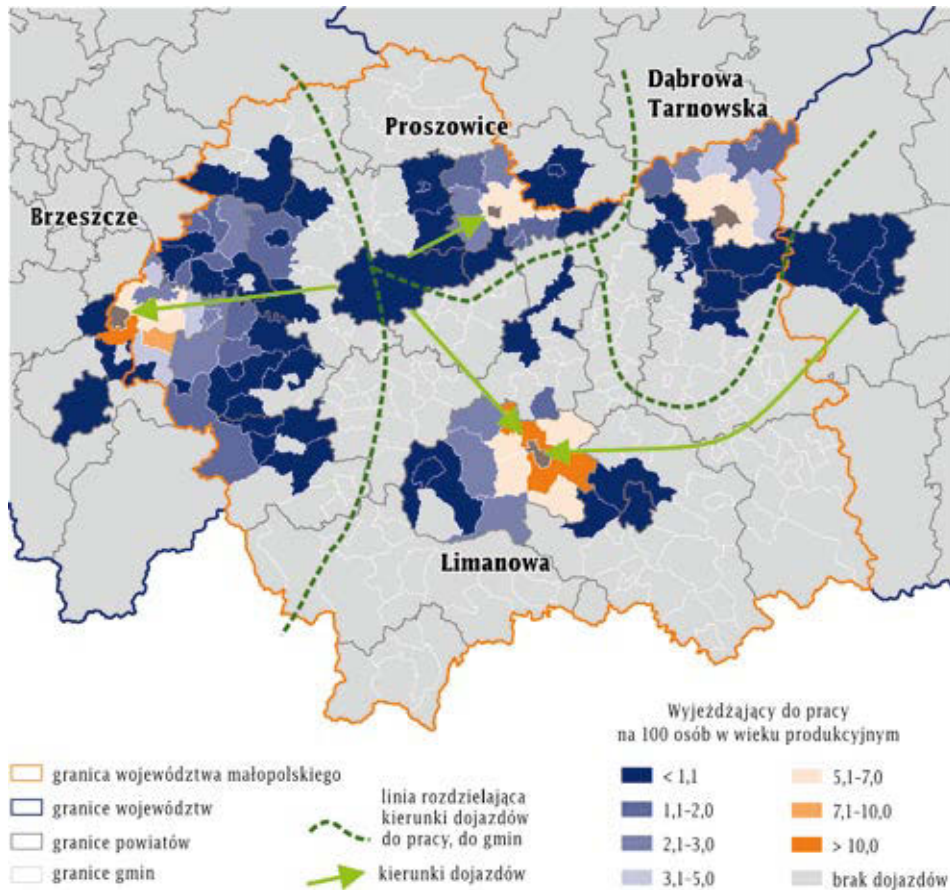 Dąbrowa
Tarnowska
Proszowice
Brzeszcze
Limanowa
Wyjeżdżający do pracy
na 100 osób w wieku produkcyjnym
granica województwa małopolskiego
granice województw
granice powiatów
granice gmin
linia rozdzielająca
kierunki dojazdów
do pracy, do gmin
kierunki dojazdów
< 1,1
1,1–2,0
2,1–3,0
3,1–5,0
5,1–7,0
7,1–10,0
> 10,0
brak dojazdów